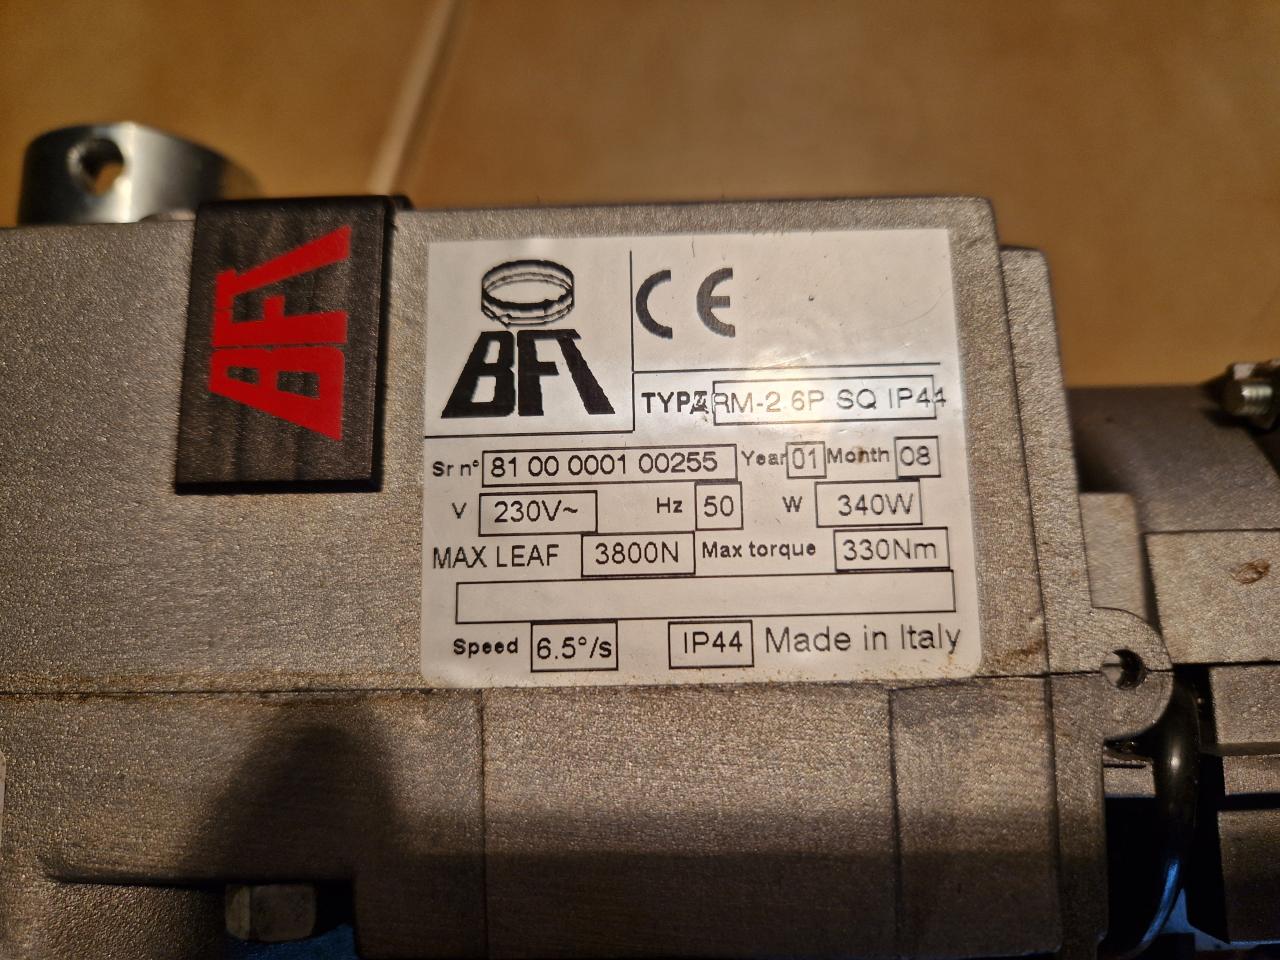 BFT
BFT
CE
TYPE RM-2.6P SQ IP44
Sr n° 81 00 0001 00255 Year 01 Month 08
V 230V~ Hz 50 W 340W
MAX LEAF 3800N Max torque 330Nm
Speed 6.5°/s IP44 Made in Italy